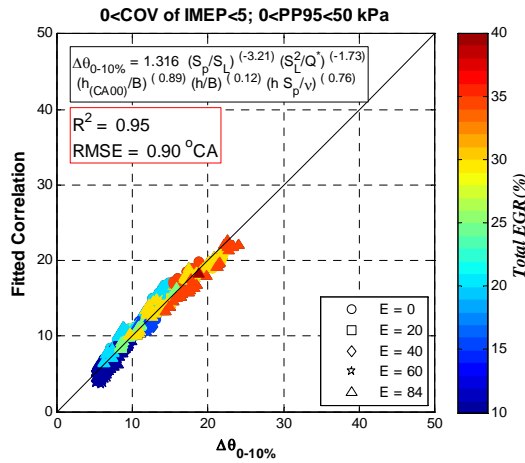 0<COV of IMEP<5; 0<PP95<50 kPa
Δθ0-10% = 1.316 (Sp/SL) (-3.21) (SL2/Q*) (-1.73)
(h(CA00)/B) ( 0.89) (h/B) ( 0.12) (h Sp/ν) ( 0.76)
R2 = 0.95
RMSE = 0.90 oCA
Fitted Correlation
50
40
30
20
10
0
0 10 20 30 40 50
Δθ0-10%
E = 0
E = 20
E = 40
E = 60
E = 84
40
35
30
25
20
15
10
Total EGR(%)